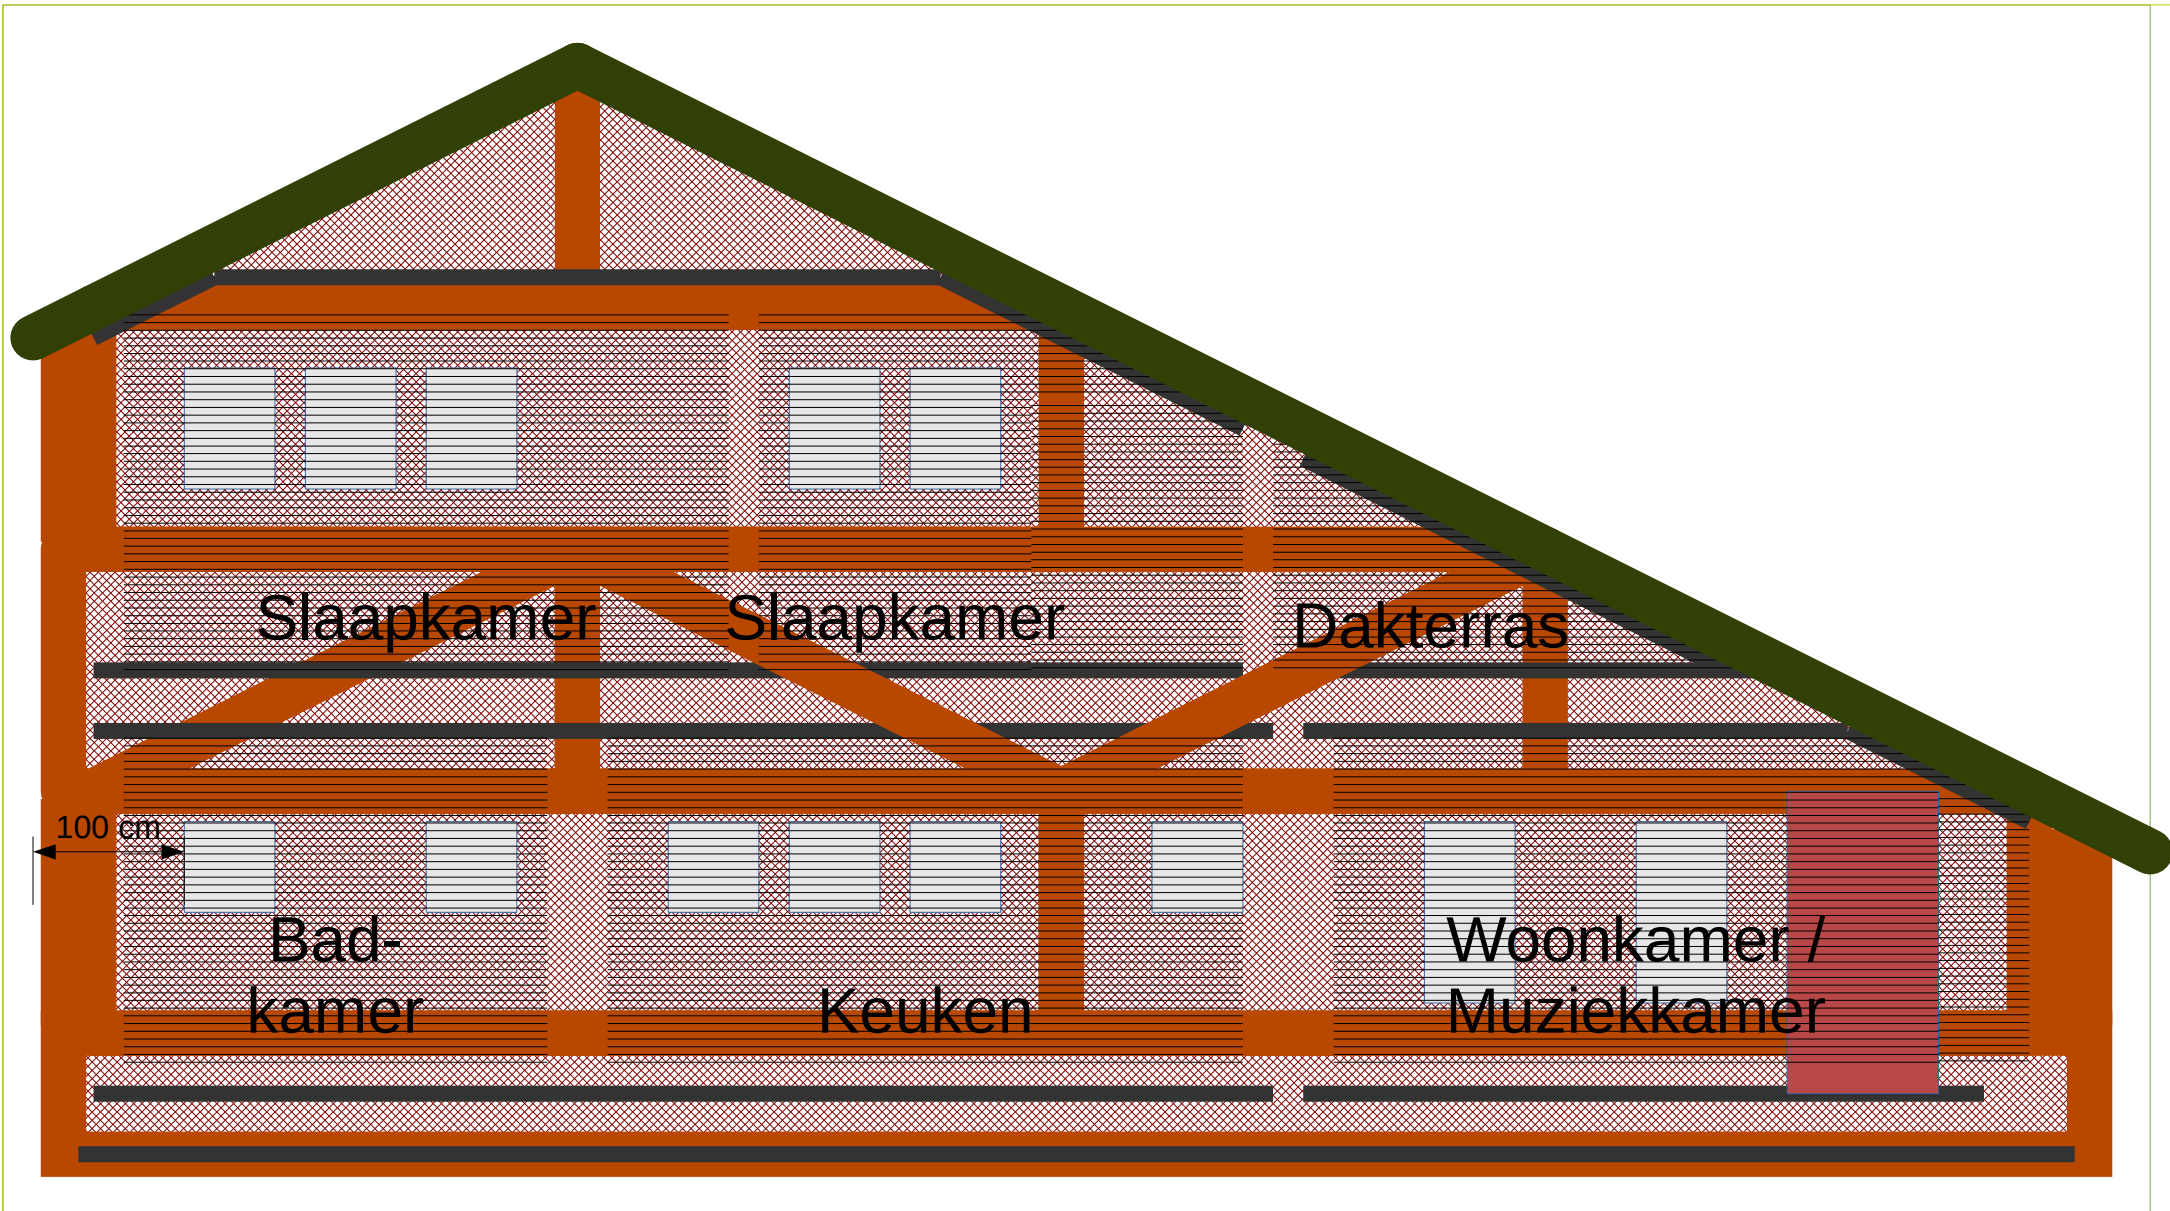 Slaapkamer
Slaapkamer
Dakterras
100 cm
Bad-
kamer
Keuken
Woonkamer /
Muziekkamer